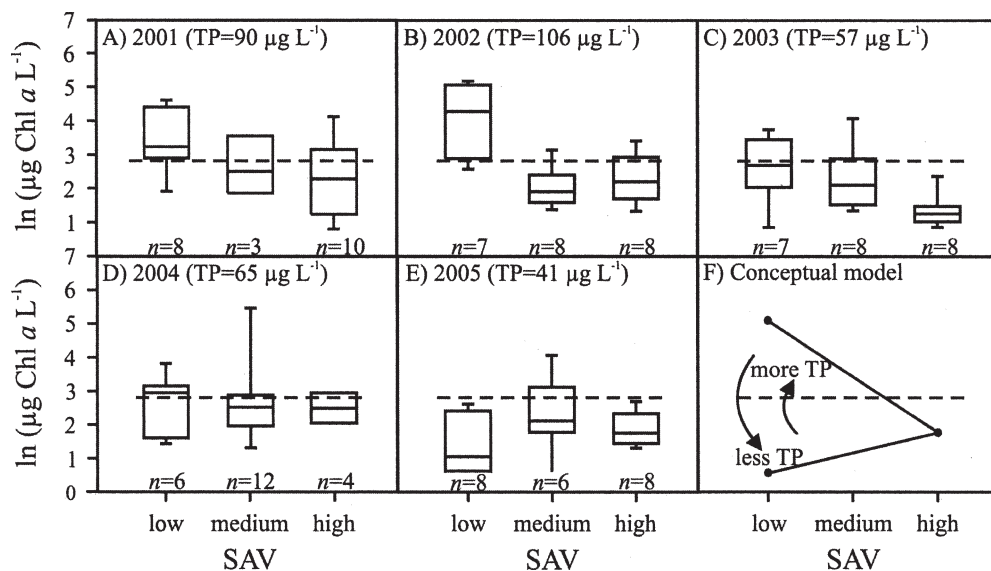 A) 2001 (TP=90 µg L⁻¹)
B) 2002 (TP=106 µg L⁻¹)
C) 2003 (TP=57 µg L⁻¹)
ln (µg Chl a L⁻¹)
7
6
5
4
3
2
1
n=8 n=3 n=10
n=7 n=8 n=8
n=7 n=8 n=8
D) 2004 (TP=65 µg L⁻¹)
E) 2005 (TP=41 µg L⁻¹)
F) Conceptual model
ln (µg Chl a L⁻¹)
7
6
5
4
3
2
1
0
n=6 n=12 n=4
n=8 n=6 n=8
more TP
less TP
low medium high
low medium high
low medium high
SAV
SAV
SAV